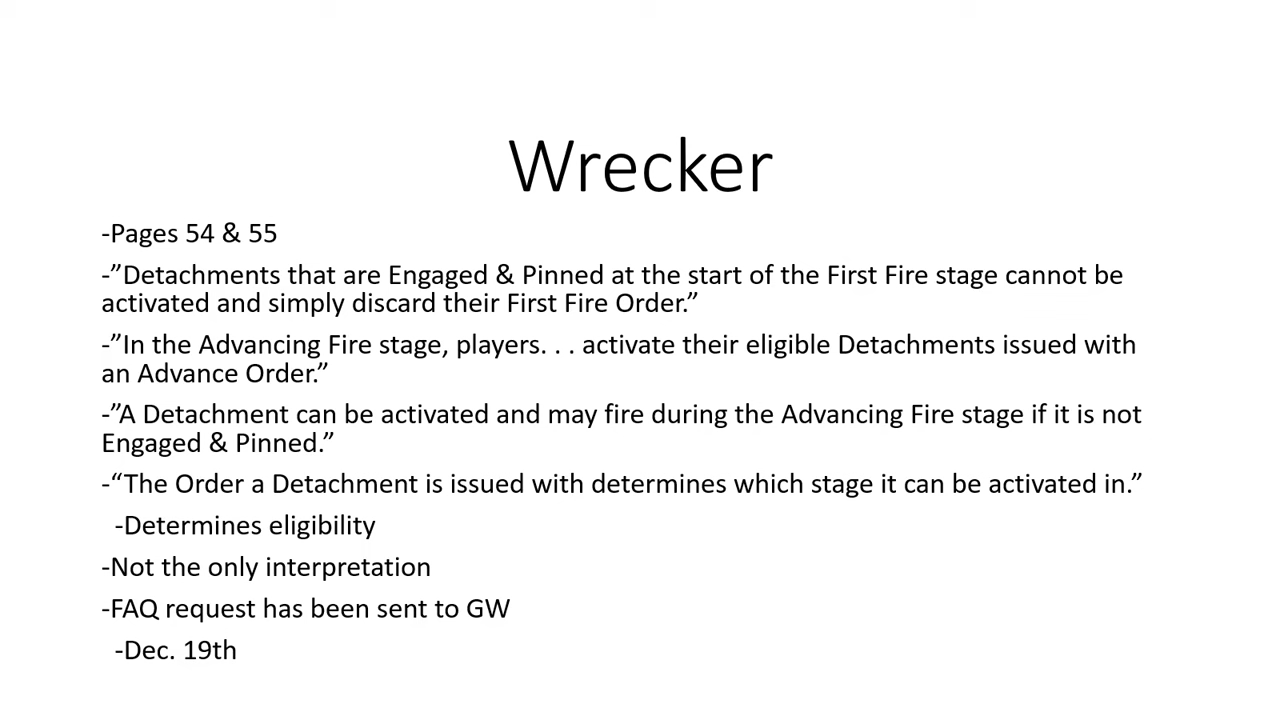 Wrecker
-Pages 54 & 55
-”Detachments that are Engaged & Pinned at the start of the First Fire stage cannot be
activated and simply discard their First Fire Order.”
-”In the Advancing Fire stage, players. . . activate their eligible Detachments issued with
an Advance Order.”
-”A Detachment can be activated and may fire during the Advancing Fire stage if it is not
Engaged & Pinned.”
-“The Order a Detachment is issued with determines which stage it can be activated in.”
-Determines eligibility
-Not the only interpretation
-FAQ request has been sent to GW
-Dec. 19th